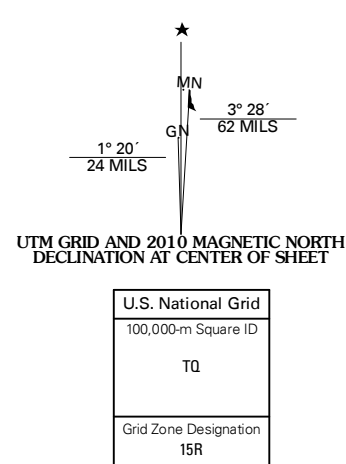 MN
3° 28´
62 MILS
GN
1° 20´
24 MILS
UTM GRID AND 2010 MAGNETIC NORTH
DECLINATION AT CENTER OF SHEET
U.S. National Grid
100,000-m Square ID
TQ
Grid Zone Designation
15R